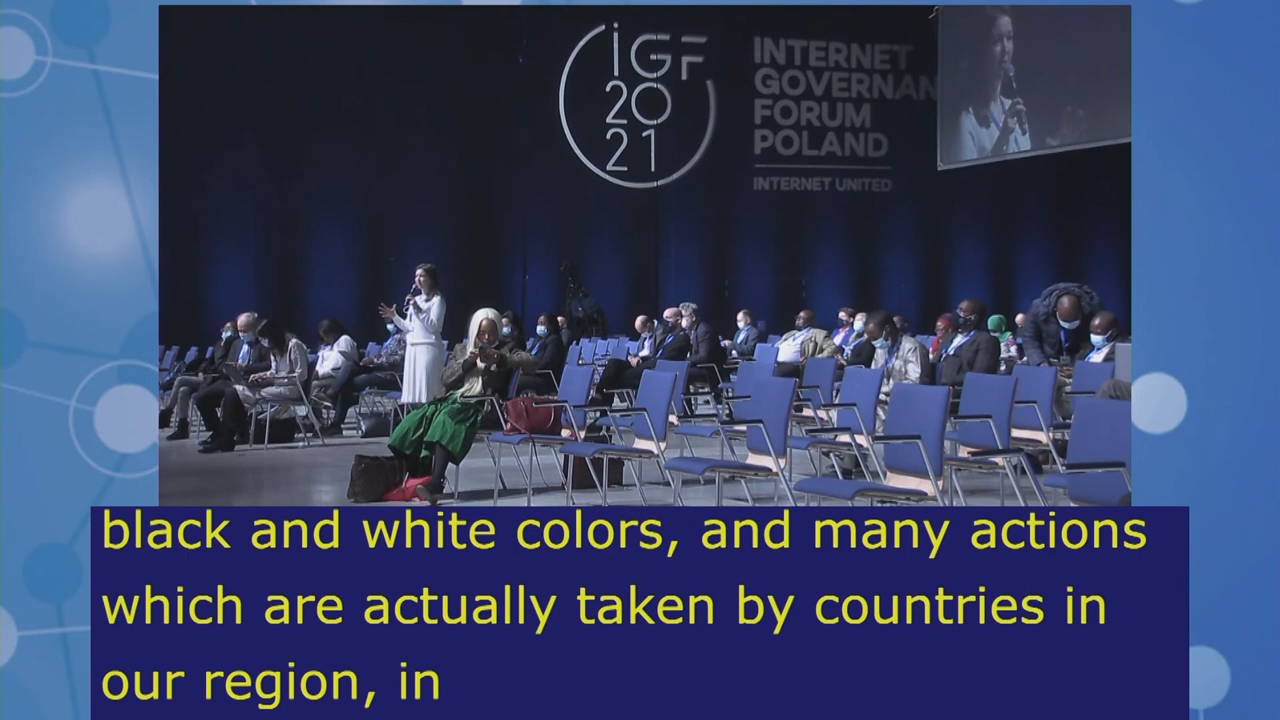 iGF
20
21
INTERNET
GOVERNAN
FORUM
POLAND
INTERNET UNITED
black and white colors, and many actions
which are actually taken by countries in
our region, in